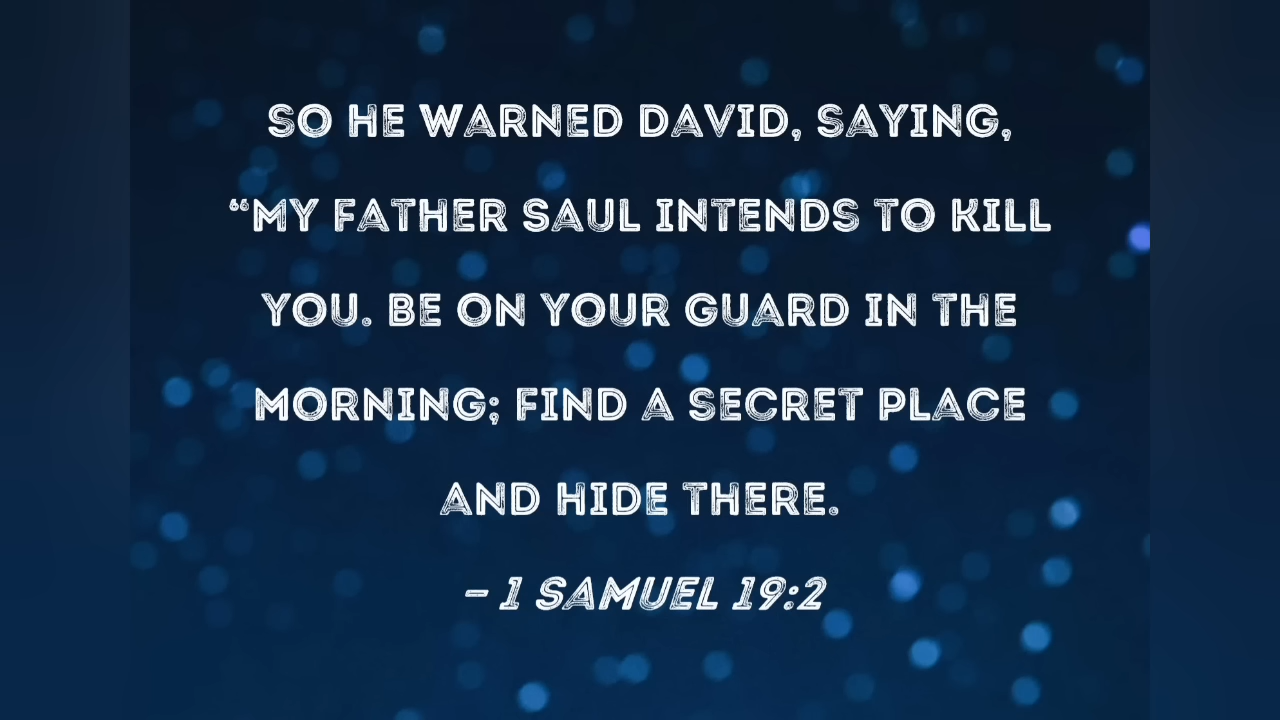 SO HE WARNED DAVID, SAYING,
“MY FATHER SAUL INTENDS TO KILL
YOU. BE ON YOUR GUARD IN THE
MORNING; FIND A SECRET PLACE
AND HIDE THERE.
– 1 SAMUEL 19:2